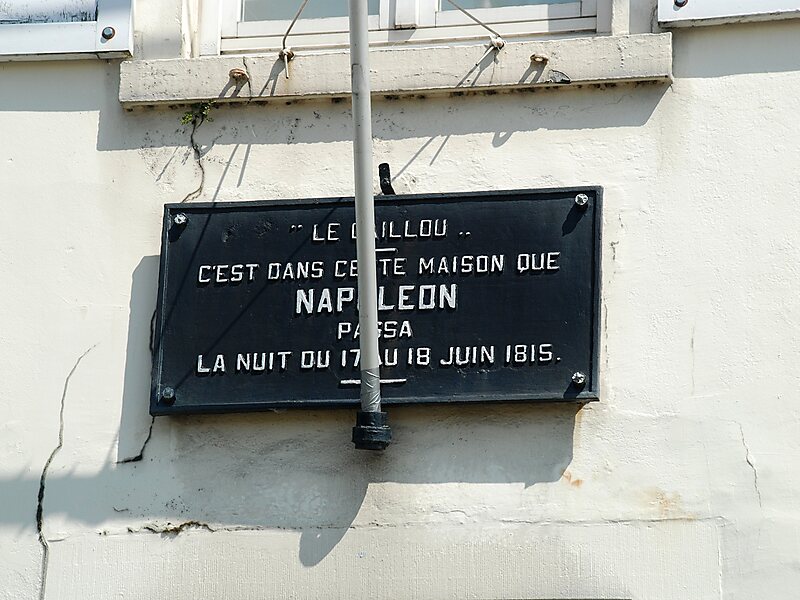 " LE CAILLOU "
C'EST DANS CETTE MAISON QUE
NAPOLEON
PASSA
LA NUIT DU 17 AU 18 JUIN 1815.